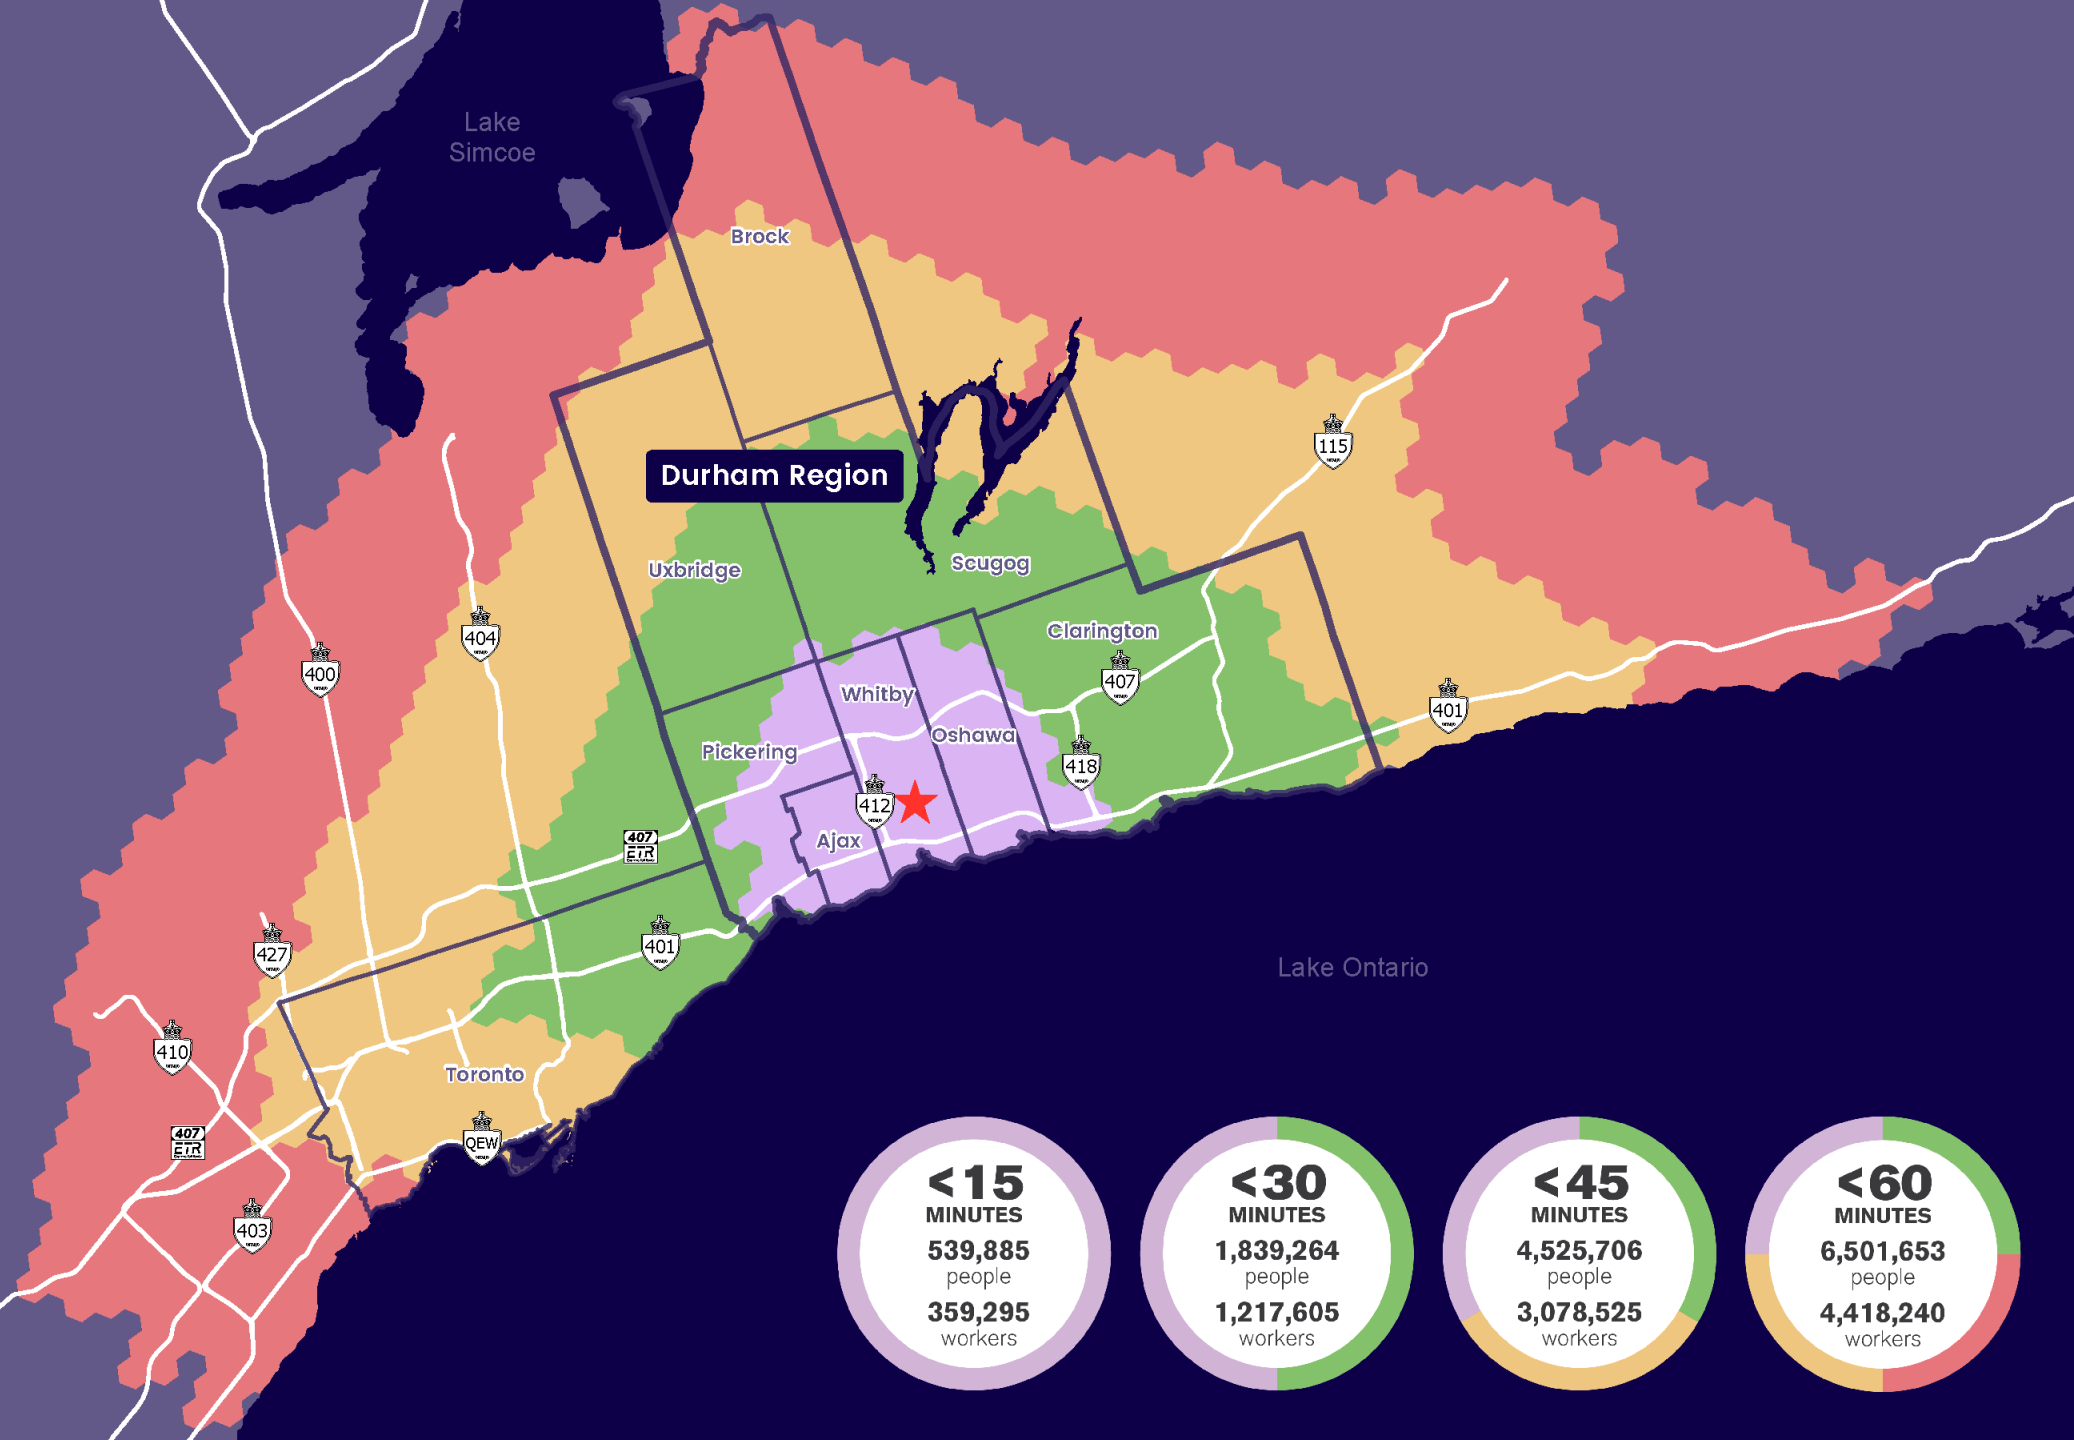 Lake
Simcoe
Brock
115
Durham Region
Uxbridge
Scugog
404
400
Clarington
407
Whitby
401
Pickering
Oshawa
418
412
Ajax
407
ETR
427
401
Lake Ontario
410
Toronto
407
ETR
QEW
403
<15
MINUTES
539,885
people
359,295
workers
<30
MINUTES
1,839,264
people
1,217,605
workers
<45
MINUTES
4,525,706
people
3,078,525
workers
<60
MINUTES
6,501,653
people
4,418,240
workers